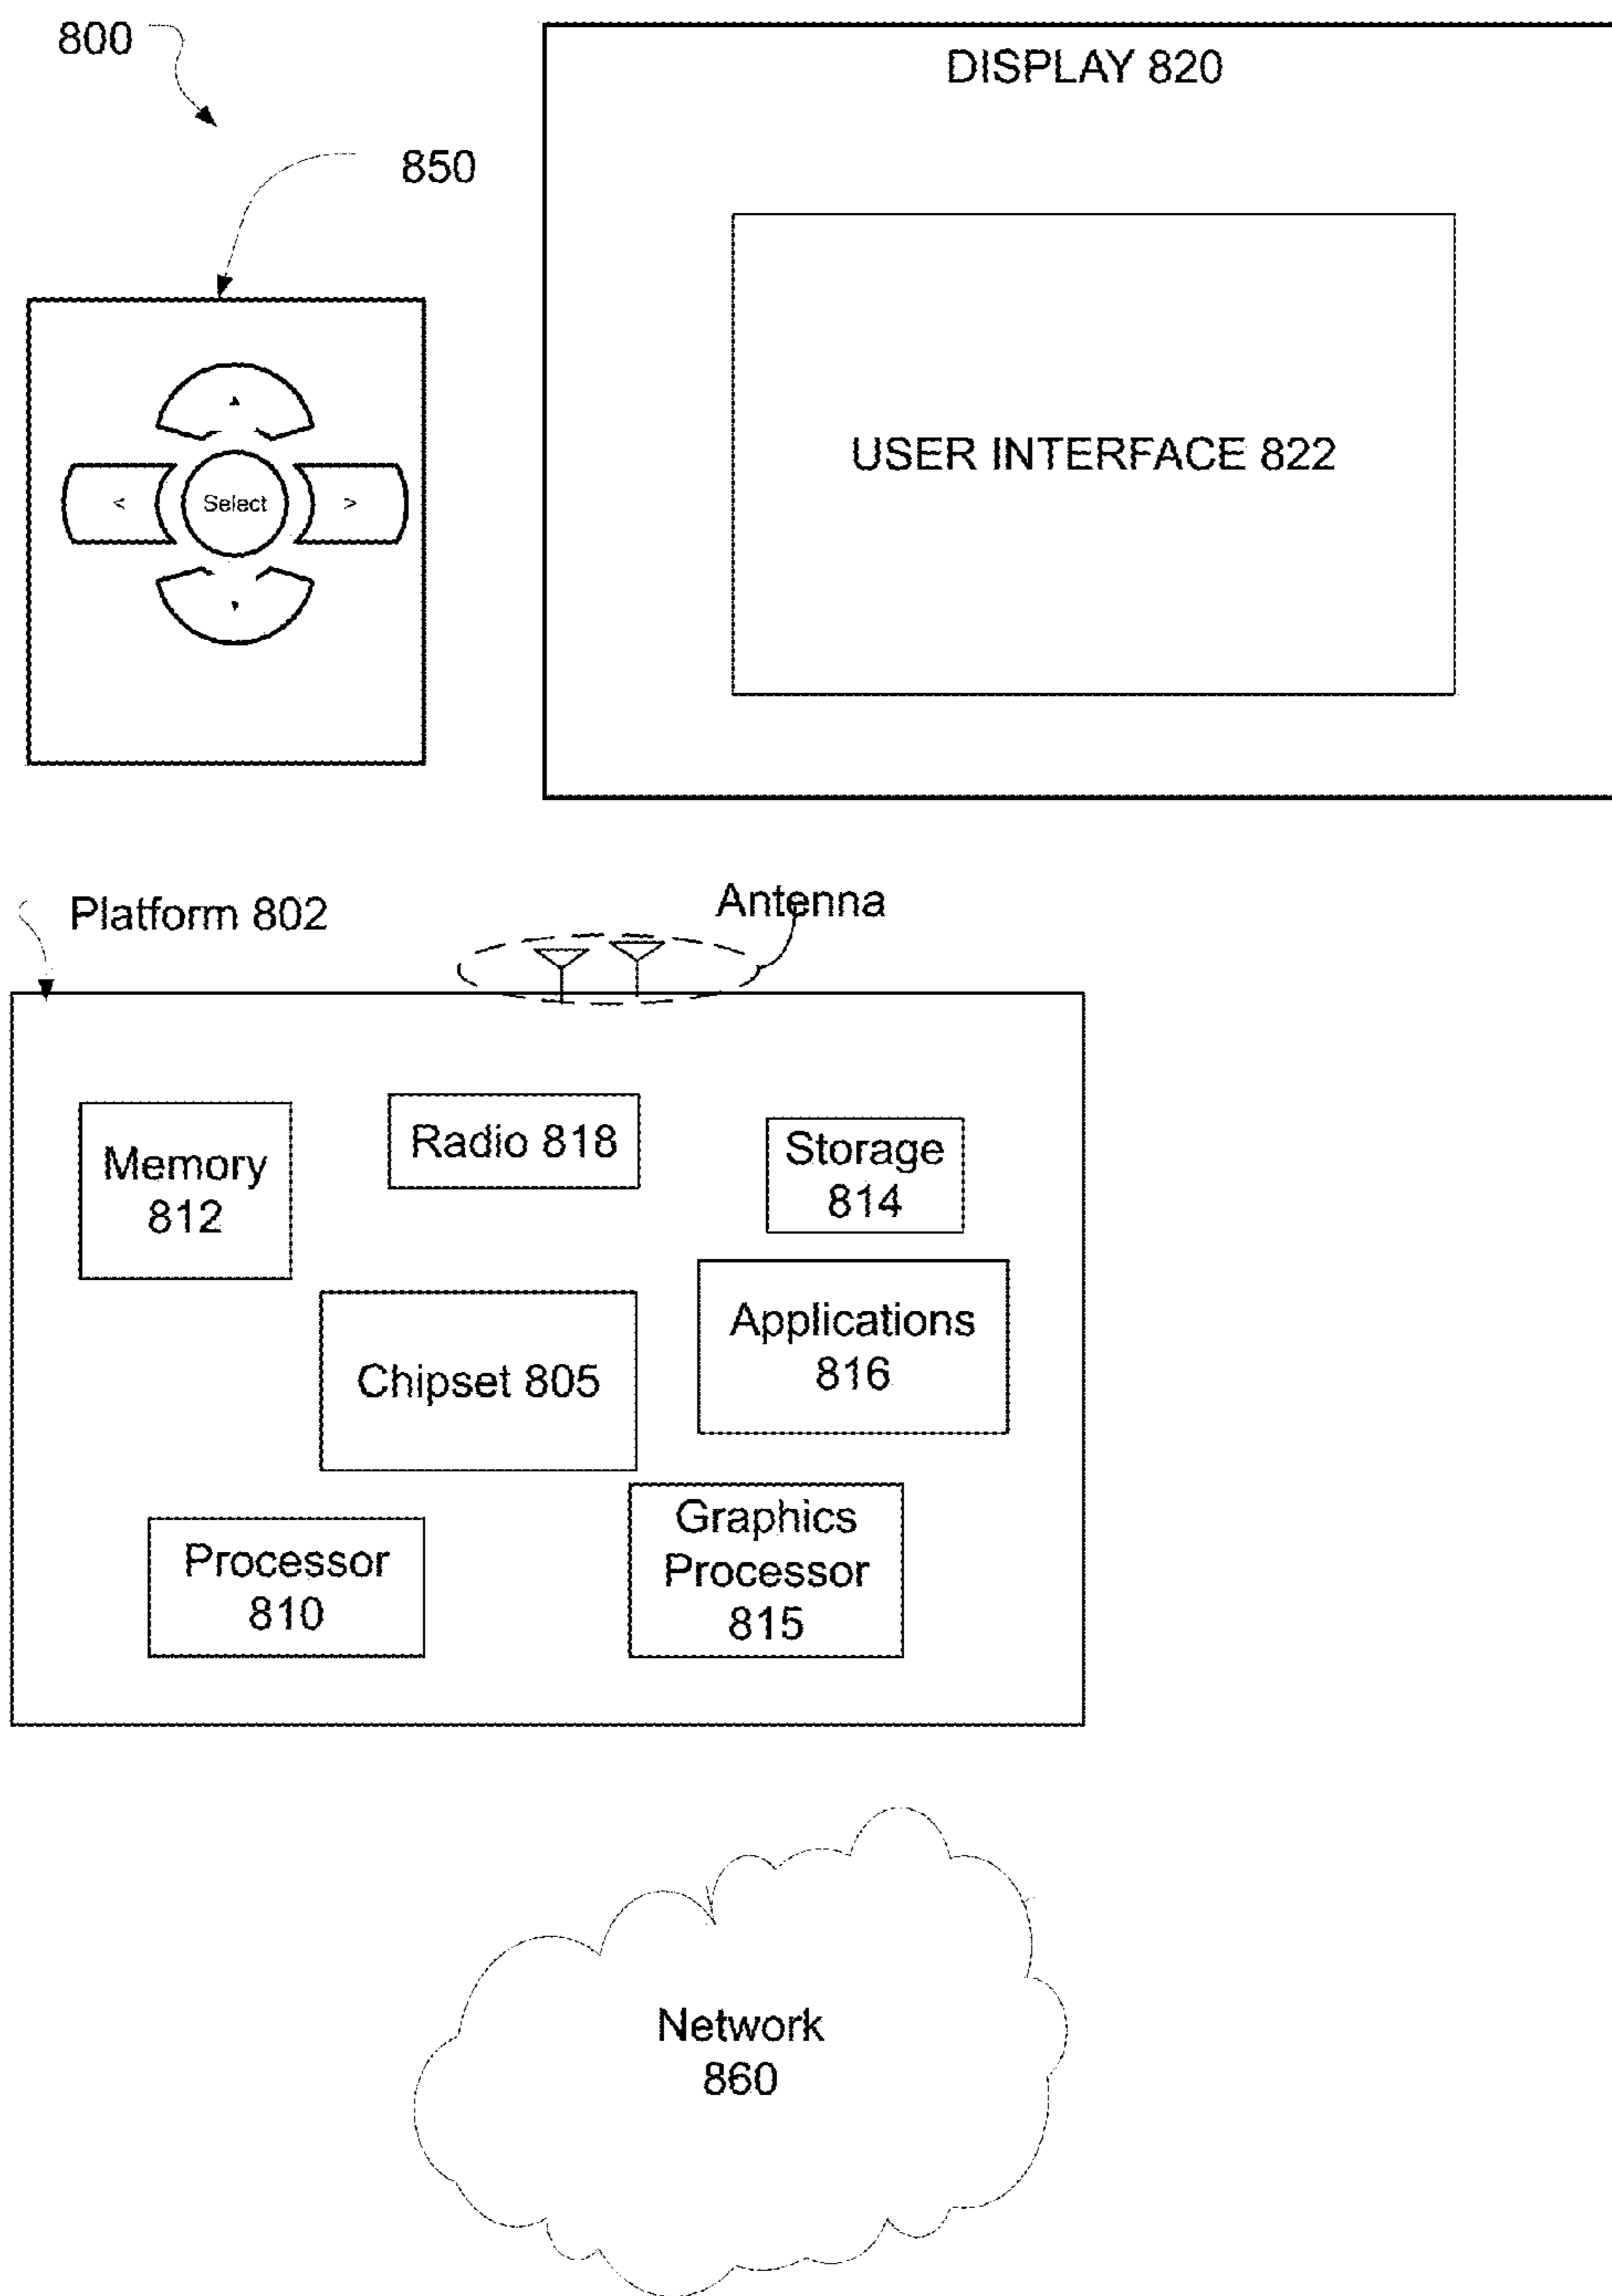 800
DISPLAY 820
850
USER INTERFACE 822
<
Select
>
Platform 802
Antenna
Memory
812
Radio 818
Storage
814
Chipset 805
Applications
816
Processor
810
Graphics
Processor
815
Network
860